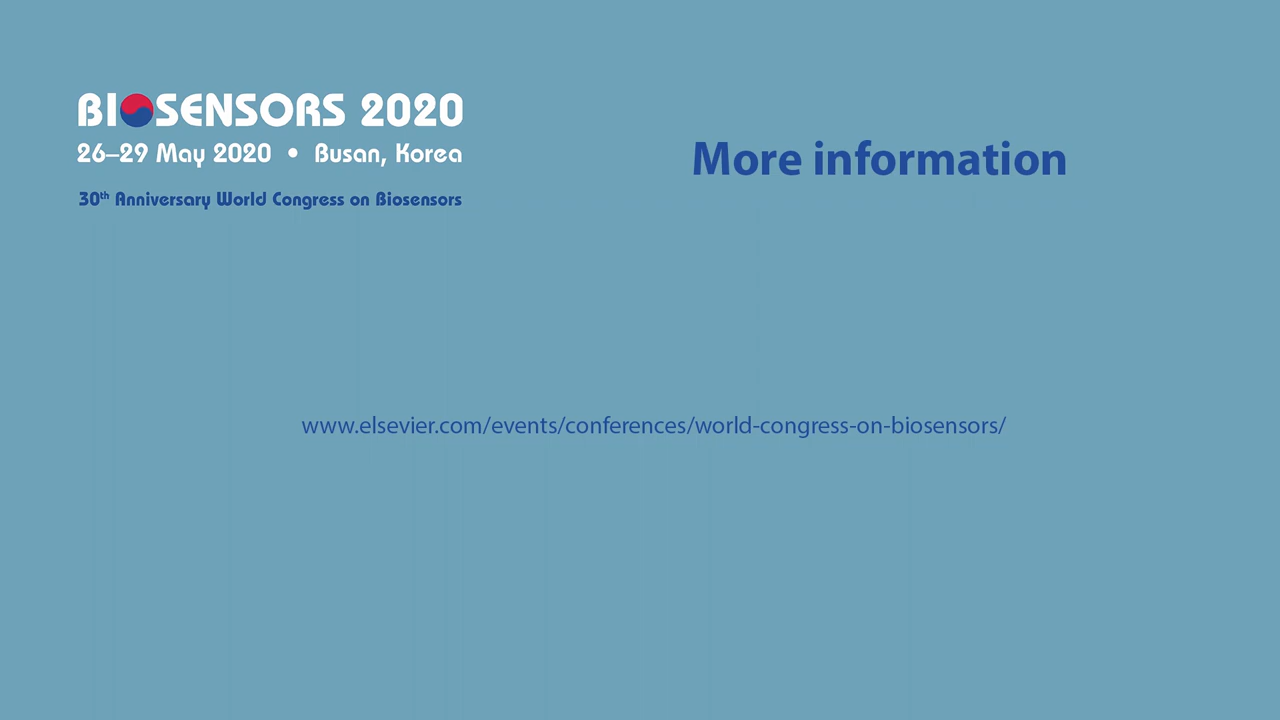 BIOSENSORS 2020
26–29 May 2020 • Busan, Korea
30th Anniversary World Congress on Biosensors
More information
www.elsevier.com/events/conferences/world-congress-on-biosensors/